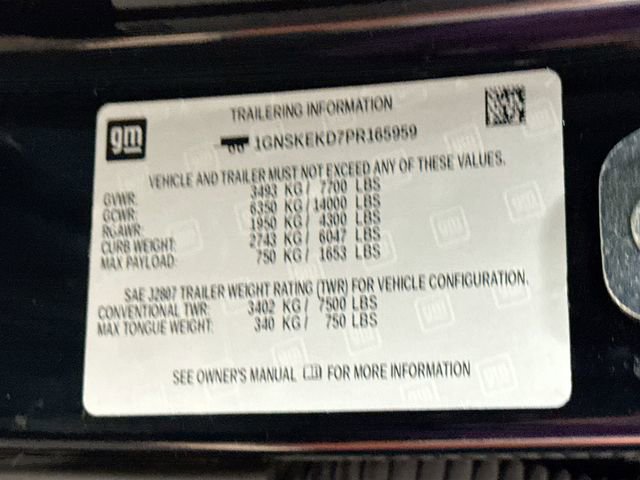 gm
TRAILERING INFORMATION
1GNSKEKD7PR165959
VEHICLE AND TRAILER MUST NOT EXCEED ANY OF THESE VALUES.
GVWR: 3493 KG / 7700 LBS
GCWR: 6350 KG / 14000 LBS
RGAWR: 1950 KG / 4300 LBS
CURB WEIGHT: 2743 KG / 6047 LBS
MAX PAYLOAD: 750 KG / 1653 LBS
SAE J2807 TRAILER WEIGHT RATING (TWR) FOR VEHICLE CONFIGURATION.
CONVENTIONAL TWR: 3402 KG / 7500 LBS
MAX TONGUE WEIGHT: 340 KG / 750 LBS
SEE OWNER'S MANUAL FOR MORE INFORMATION